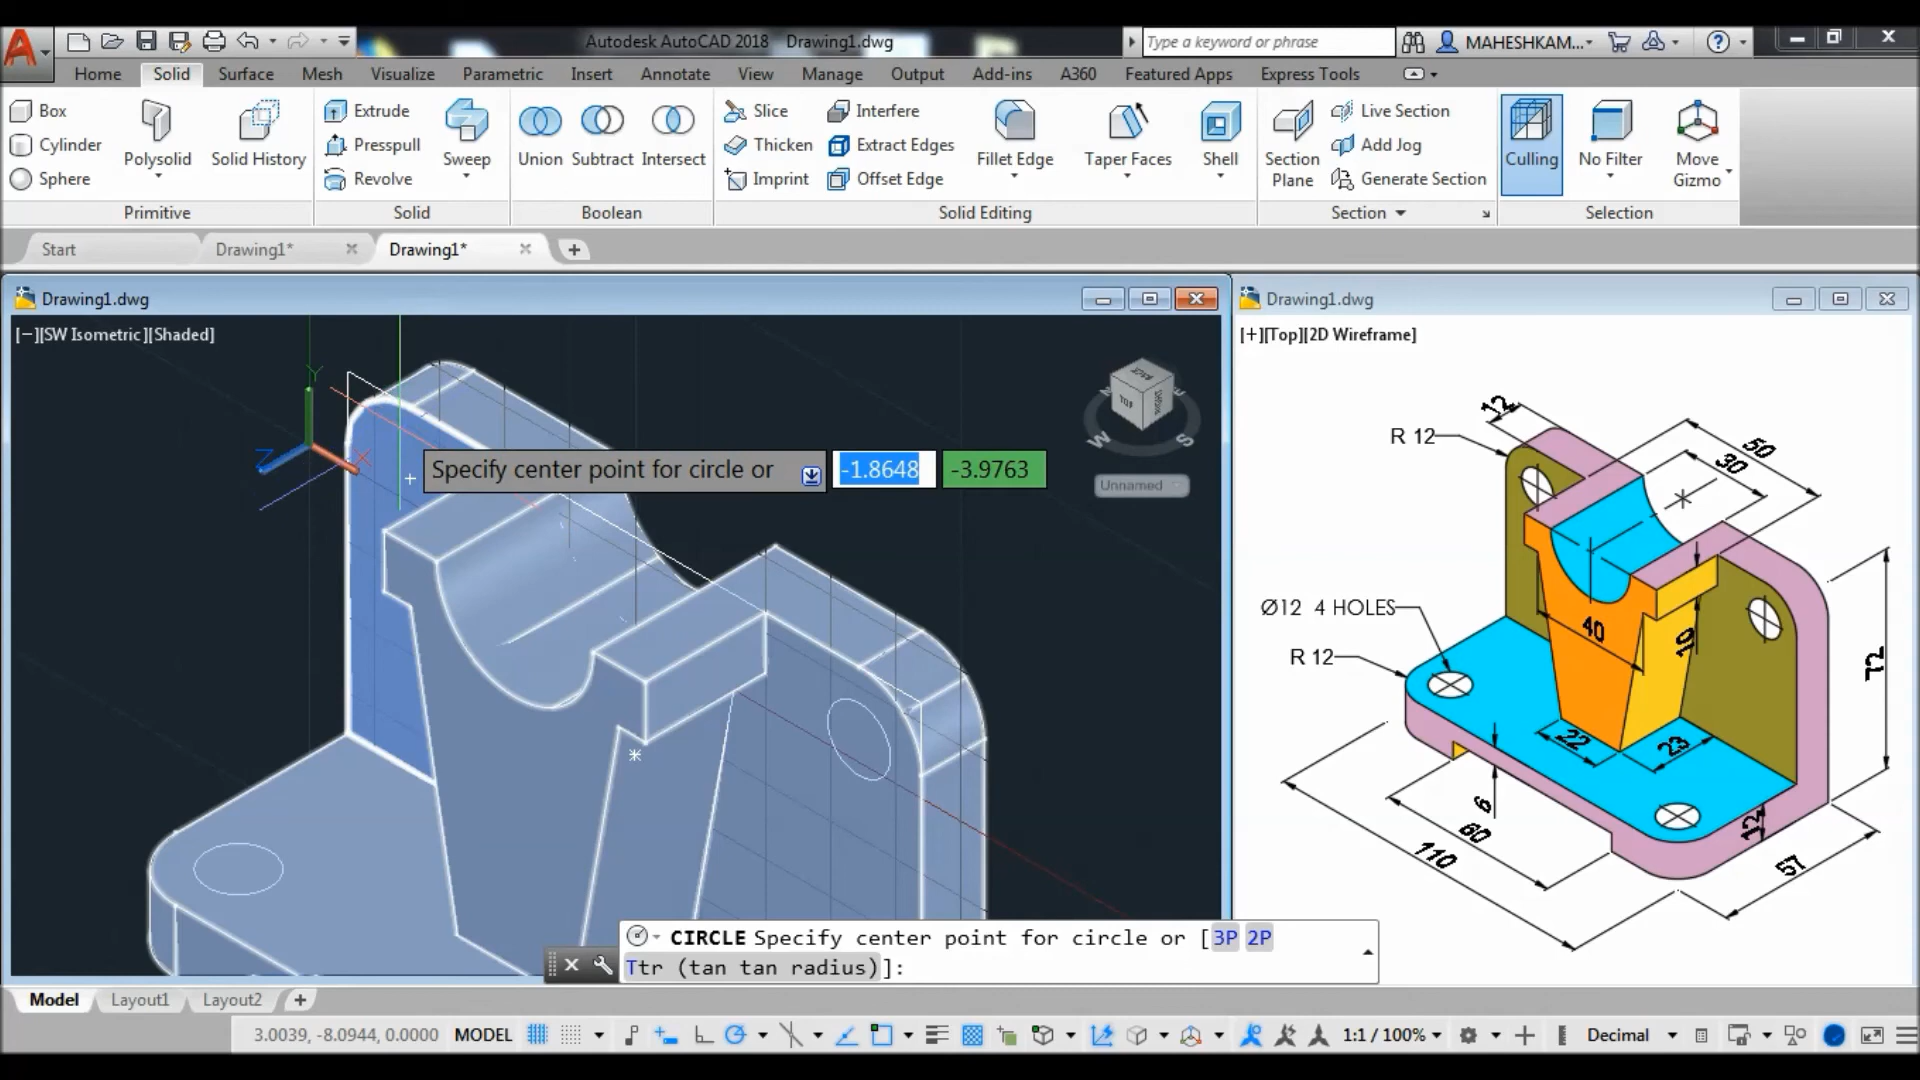 Autodesk AutoCAD 2018 Drawing1.dwg
Type a keyword or phrase
MAHESHKAM...
Home Solid Surface Mesh Visualize Parametric Insert Annotate View Manage Output Add-ins A360 Featured Apps Express Tools
Box
Cylinder
Sphere
Polysolid
Solid History
Extrude
Presspull
Revolve
Sweep
Union
Subtract
Intersect
Slice
Thicken
Imprint
Interfere
Extract Edges
Offset Edge
Fillet Edge
Taper Faces
Shell
Section
Plane
Live Section
Add Jog
Generate Section
Culling
No Filter
Move
Gizmo
Primitive Solid Boolean Solid Editing Section Selection
Start Drawing1* Drawing1*
Drawing1.dwg
[−][SW Isometric][Shaded]
Y
Z
X
TOP
W
S
Unnamed
Specify center point for circle or -1.8648 -3.9763
Drawing1.dwg
[+][Top][2D Wireframe]
12
R 12
50
30
Ø12 4 HOLES
R 12
40
10
72
22
23
6
60
110
12
57
CIRCLE Specify center point for circle or [3P 2P
Ttr (tan tan radius)]:
Model Layout1 Layout2
3.0039, -8.0944, 0.0000 MODEL 1:1 / 100% Decimal